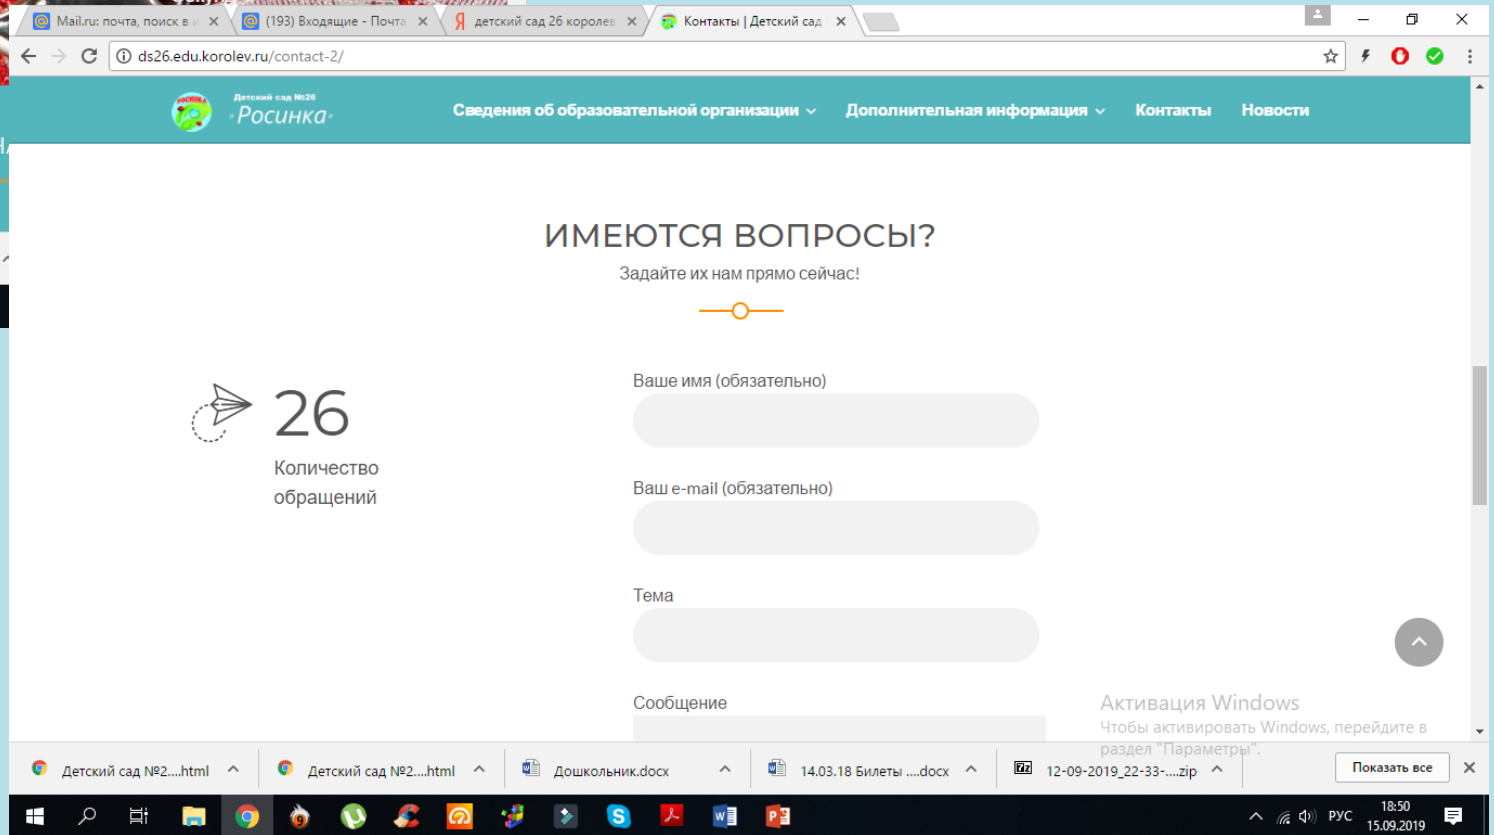 Mail.ru: почта, поиск в и
(193) Входящие - Почта
детский сад 26 королев
Контакты | Детский сад
ds26.edu.korolev.ru/contact-2/
РОСИНКА
Детский сад №26
Росинка
Сведения об образовательной организации
Дополнительная информация
Контакты
Новости
ИМЕЮТСЯ ВОПРОСЫ?
Задайте их нам прямо сейчас!
26
Количество
обращений
Ваше имя (обязательно)
Ваш e-mail (обязательно)
Тема
Сообщение
Активация Windows
Чтобы активировать Windows, перейдите в
раздел "Параметры".
Детский сад №2....html
Детский сад №2....html
Дошкольник.docx
14.03.18 Билеты ....docx
12-09-2019_22-33-....zip
Показать все
РУС
18:50
15.09.2019